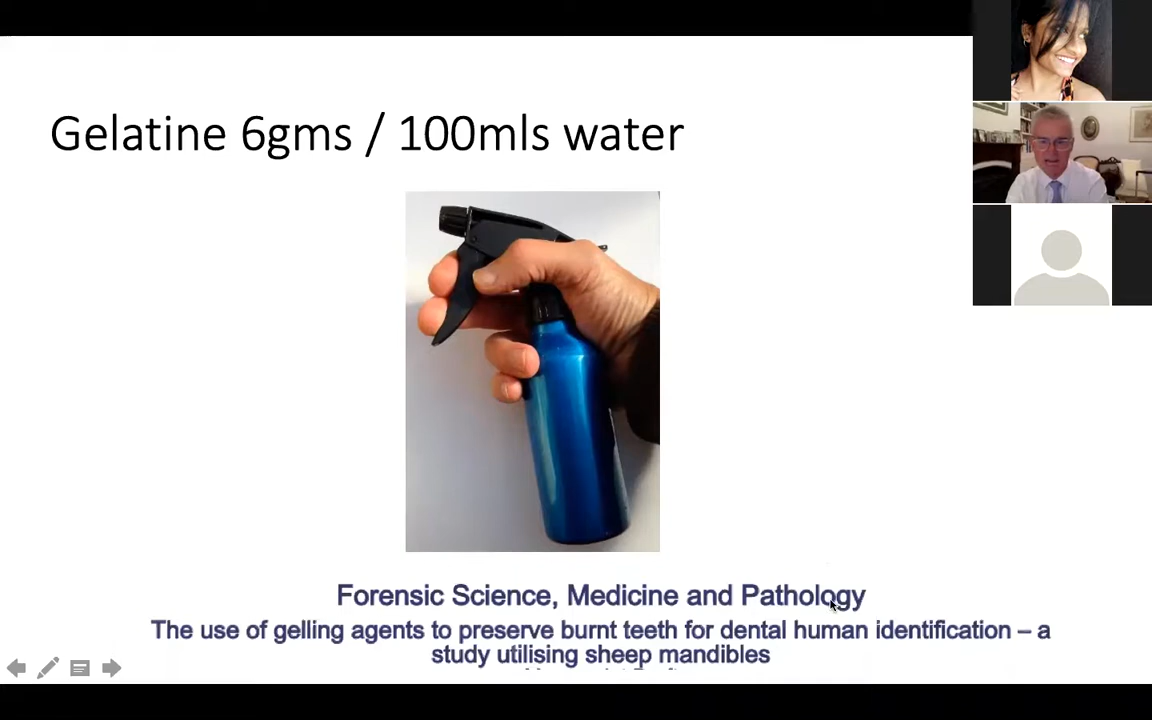 Gelatine 6gms / 100mls water
Forensic Science, Medicine and Pathology
The use of gelling agents to preserve burnt teeth for dental human identification – a
study utilising sheep mandibles